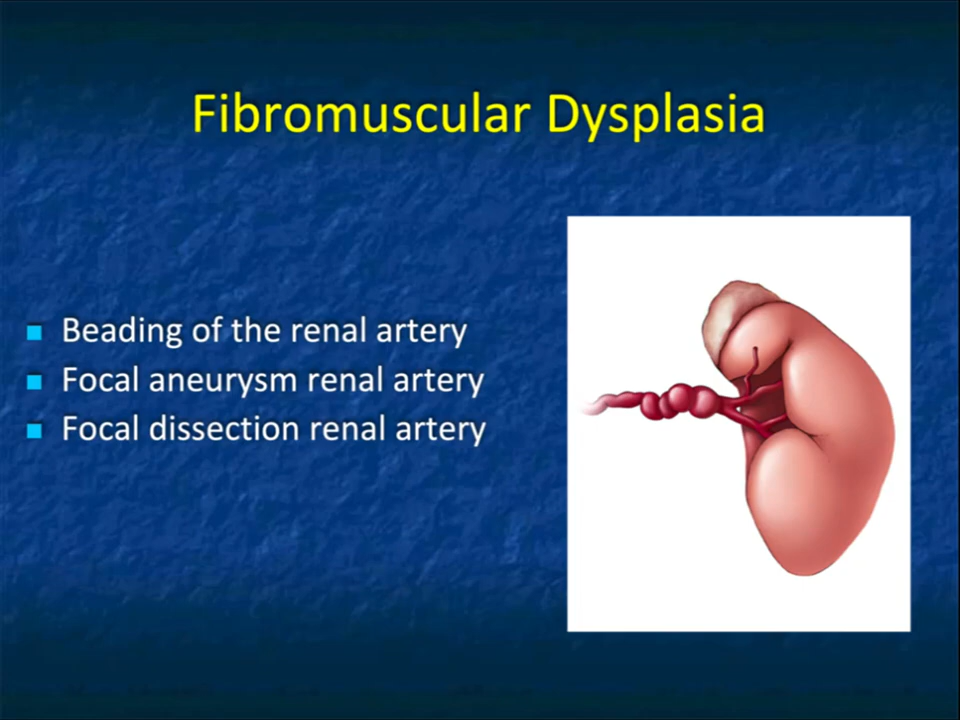 Fibromuscular Dysplasia
Beading of the renal artery
Focal aneurysm renal artery
Focal dissection renal artery